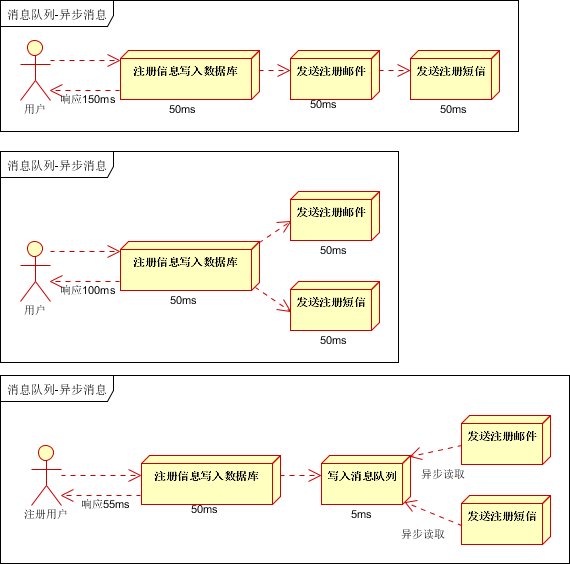 消息队列-异步消息
注册信息写入数据库
发送注册邮件
发送注册短信
响应150ms
用户
50ms
50ms
50ms
消息队列-异步消息
发送注册邮件
50ms
注册信息写入数据库
响应100ms
用户
50ms
发送注册短信
50ms
消息队列-异步消息
发送注册邮件
注册信息写入数据库
写入消息队列
异步读取
响应55ms
注册用户
50ms
5ms
发送注册短信
异步读取